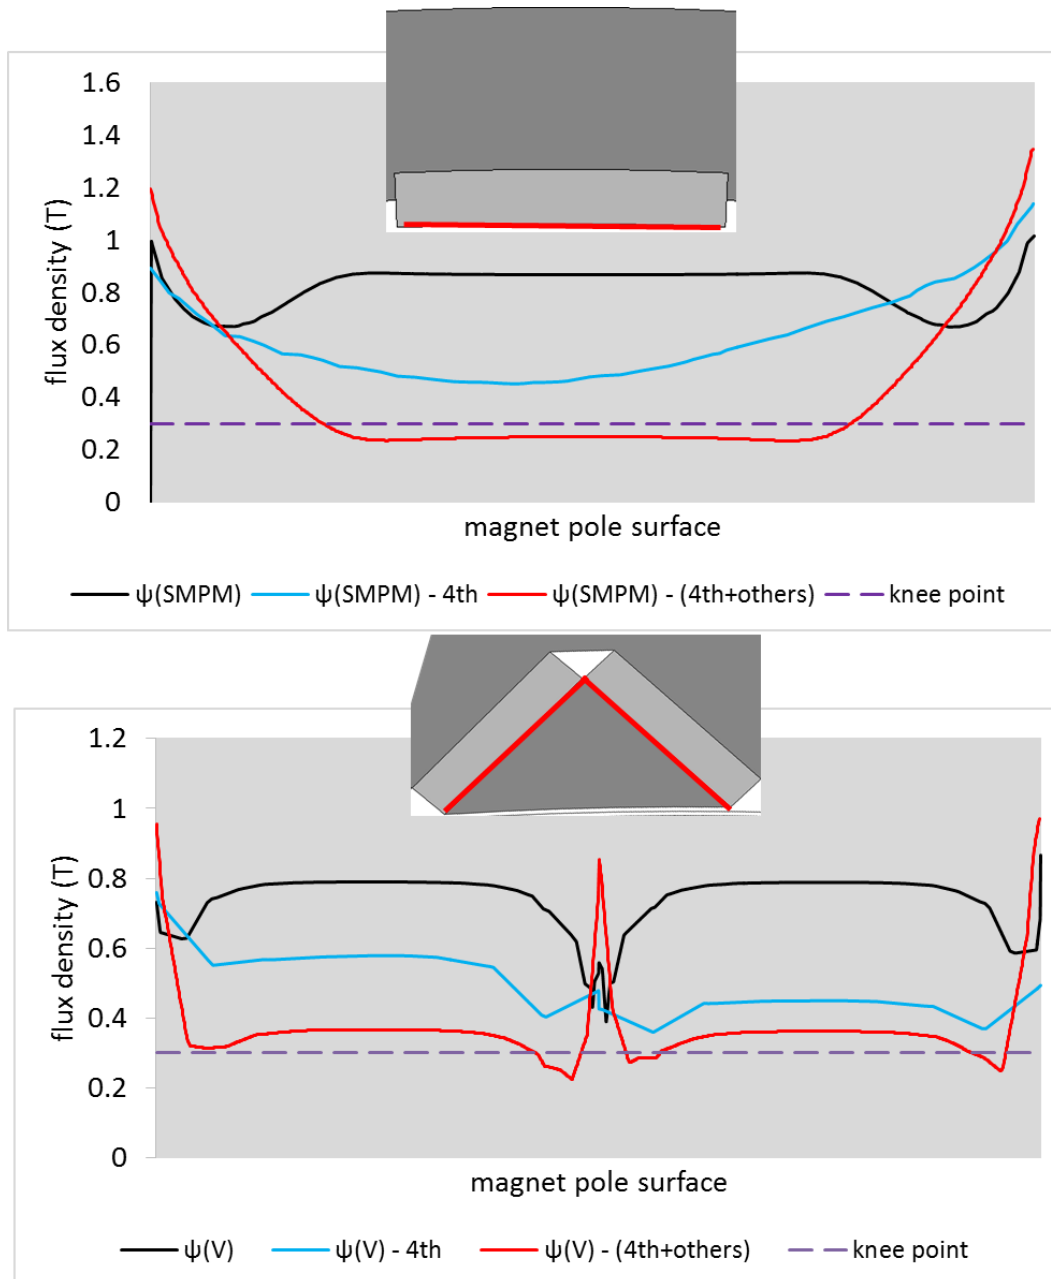 1.6
1.4
1.2
1
0.8
0.6
0.4
0.2
0
flux density (T)
magnet pole surface
ψ(SMPM) ψ(SMPM) - 4th ψ(SMPM) - (4th+others) knee point
1.2
1
0.8
0.6
0.4
0.2
0
flux density (T)
magnet pole surface
ψ(V) ψ(V) - 4th ψ(V) - (4th+others) knee point